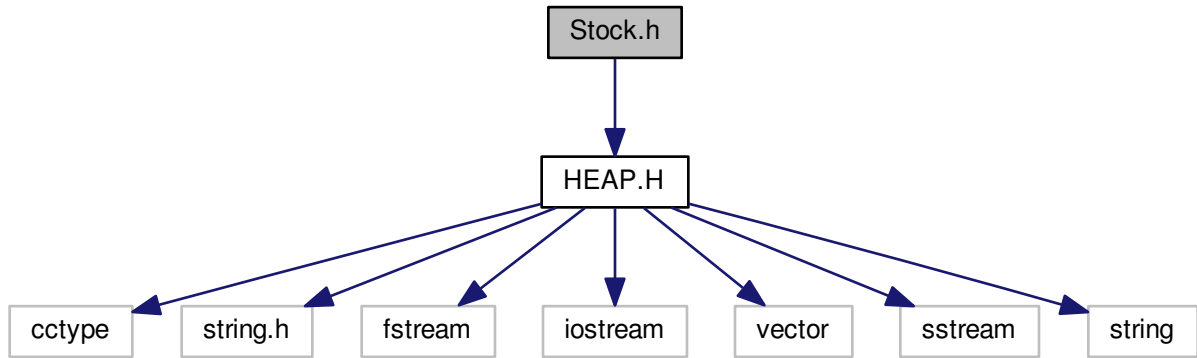 Stock.h
HEAP.H
cctype
string.h
fstream
iostream
vector
sstream
string